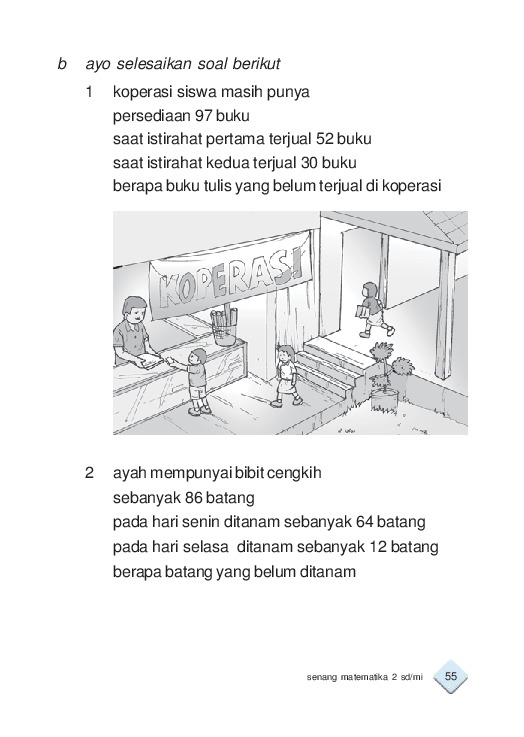 b ayo selesaikan soal berikut
1 koperasi siswa masih punya
persediaan 97 buku
saat istirahat pertama terjual 52 buku
saat istirahat kedua terjual 30 buku
berapa buku tulis yang belum terjual di koperasi
KOPERASI
2 ayah mempunyai bibit cengkih
sebanyak 86 batang
pada hari senin ditanam sebanyak 64 batang
pada hari selasa ditanam sebanyak 12 batang
berapa batang yang belum ditanam
senang matematika 2 sd/mi 55